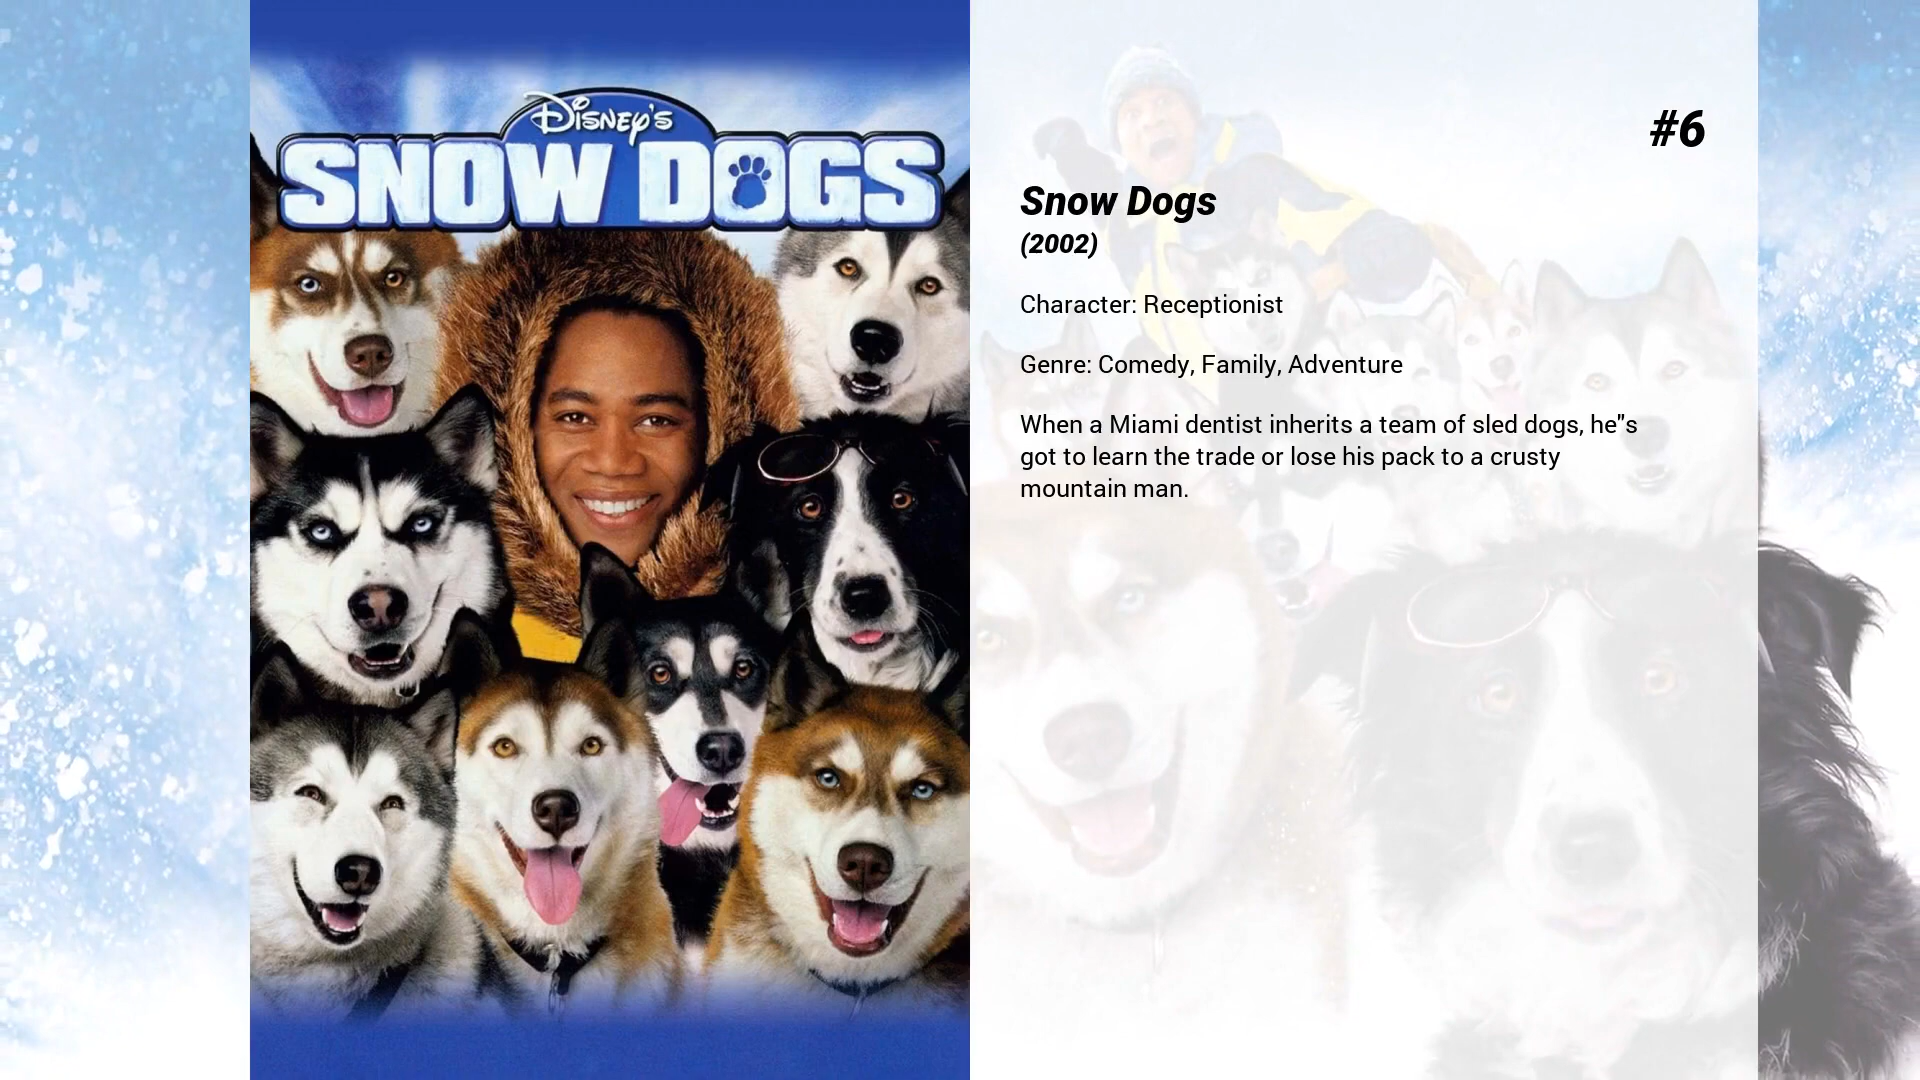 DISNEY'S
SNOW DOGS
#6
Snow Dogs
(2002)
Character: Receptionist
Genre: Comedy, Family, Adventure
When a Miami dentist inherits a team of sled dogs, he"s
got to learn the trade or lose his pack to a crusty
mountain man.